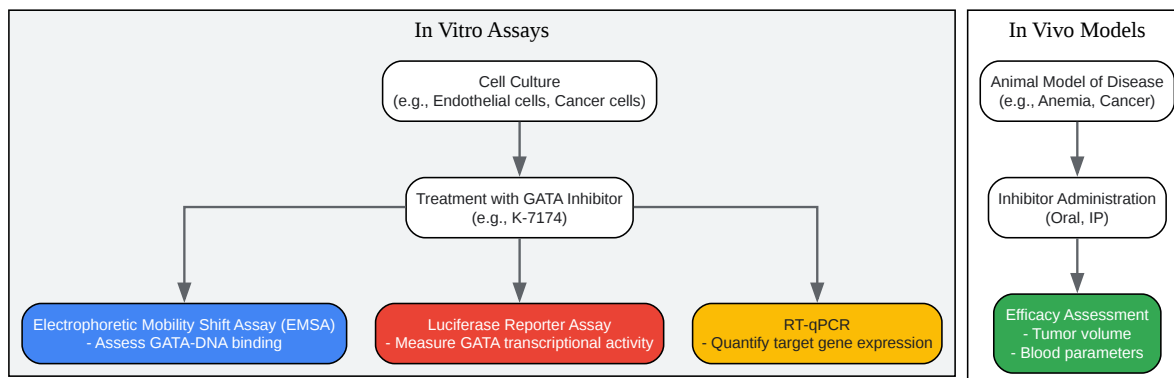 In Vitro Assays
Cell Culture
(e.g., Endothelial cells, Cancer cells)
Treatment with GATA Inhibitor
(e.g., K-7174)
Electrophoretic Mobility Shift Assay (EMSA)
- Assess GATA-DNA binding
Luciferase Reporter Assay
- Measure GATA transcriptional activity
RT-qPCR
- Quantify target gene expression
In Vivo Models
Animal Model of Disease
(e.g., Anemia, Cancer)
Inhibitor Administration
(Oral, IP)
Efficacy Assessment
- Tumor volume
- Blood parameters